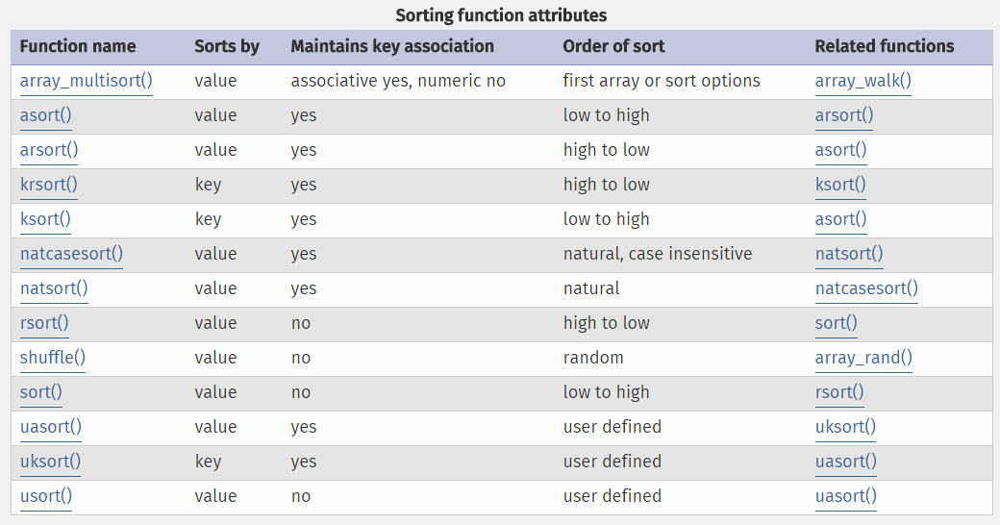 Sorting function attributes
Function name Sorts by Maintains key association Order of sort Related functions
array_multisort() value associative yes, numeric no first array or sort options array_walk()
asort() value yes low to high arsort()
arsort() value yes high to low asort()
krsort() key yes high to low ksort()
ksort() key yes low to high asort()
natcasesort() value yes natural, case insensitive natsort()
natsort() value yes natural natcasesort()
rsort() value no high to low sort()
shuffle() value no random array_rand()
sort() value no low to high rsort()
uasort() value yes user defined uksort()
uksort() key yes user defined uasort()
usort() value no user defined uasort()